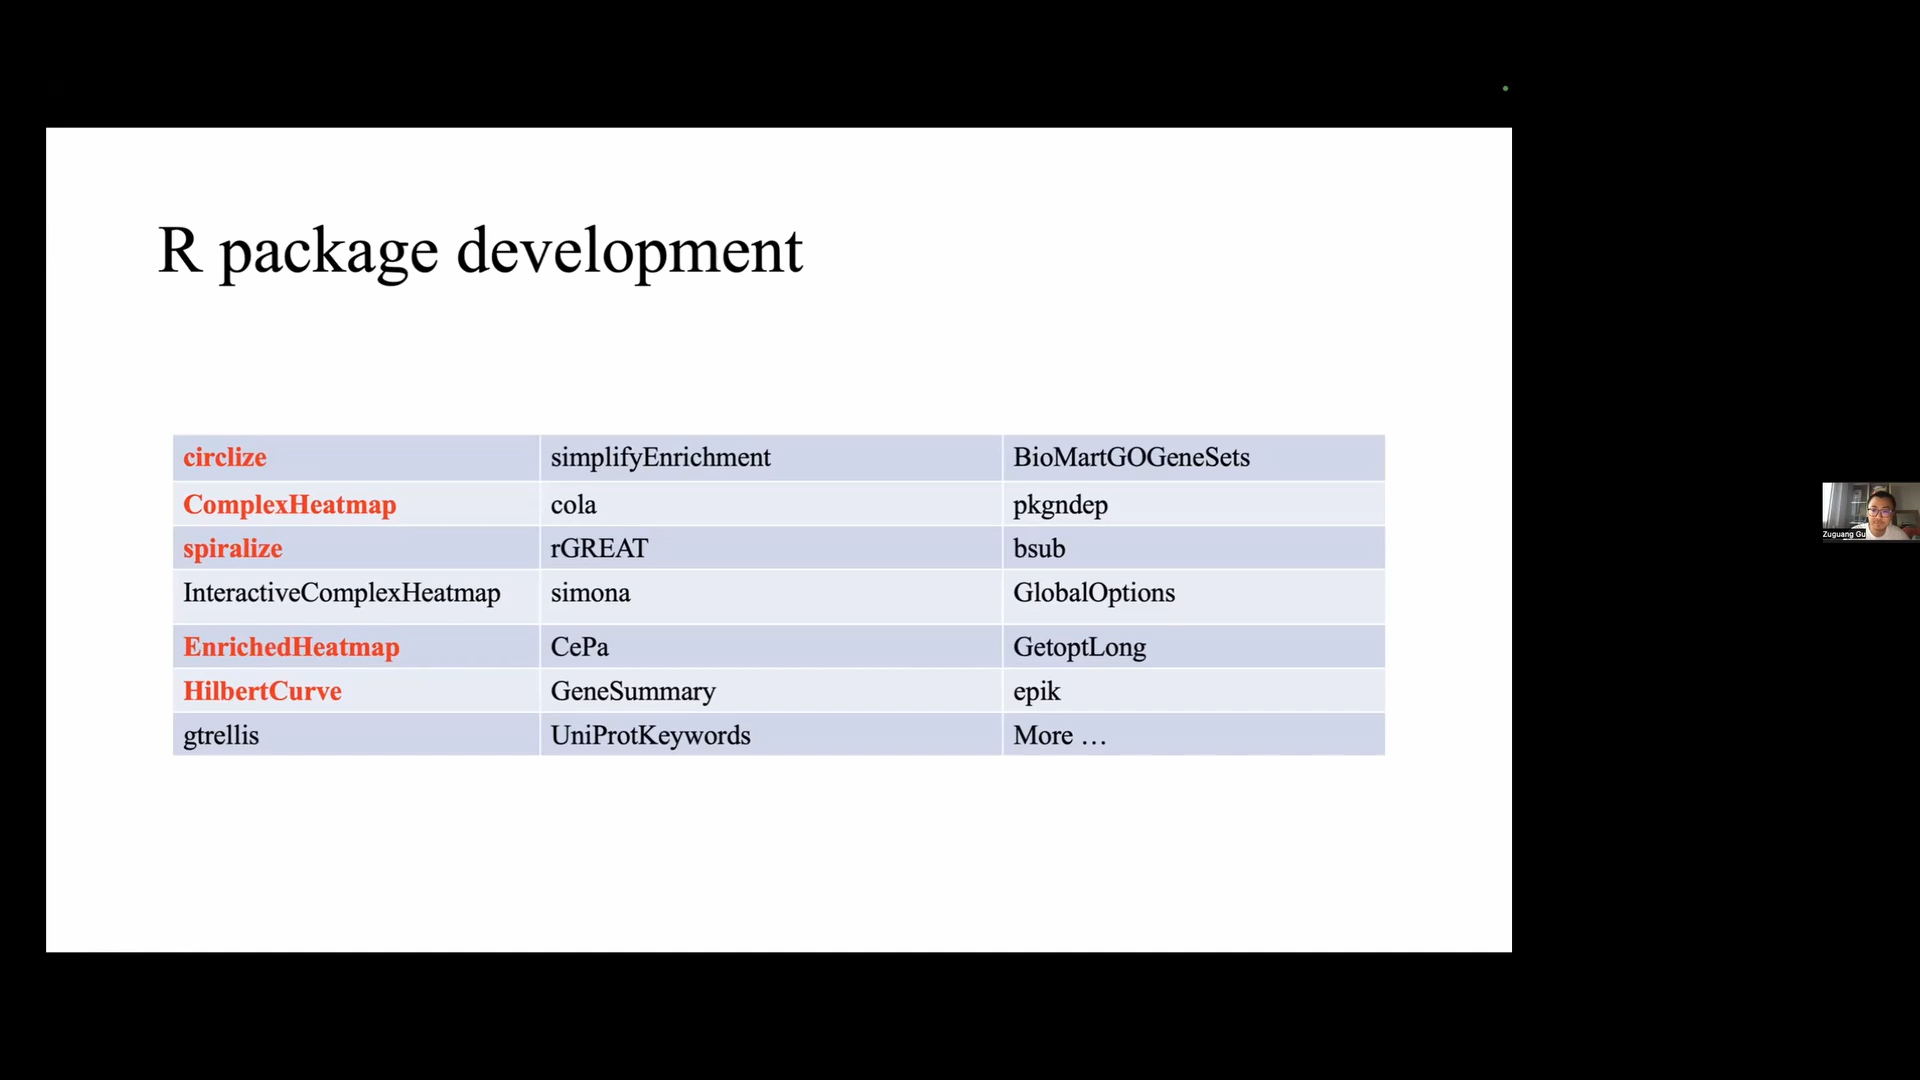 R package development
circlize simplifyEnrichment BioMartGOGeneSets
ComplexHeatmap cola pkgndep
spiralize rGREAT bsub
InteractiveComplexHeatmap simona GlobalOptions
EnrichedHeatmap CePa GetoptLong
HilbertCurve GeneSummary epik
gtrellis UniProtKeywords More …
Zuguang Gu